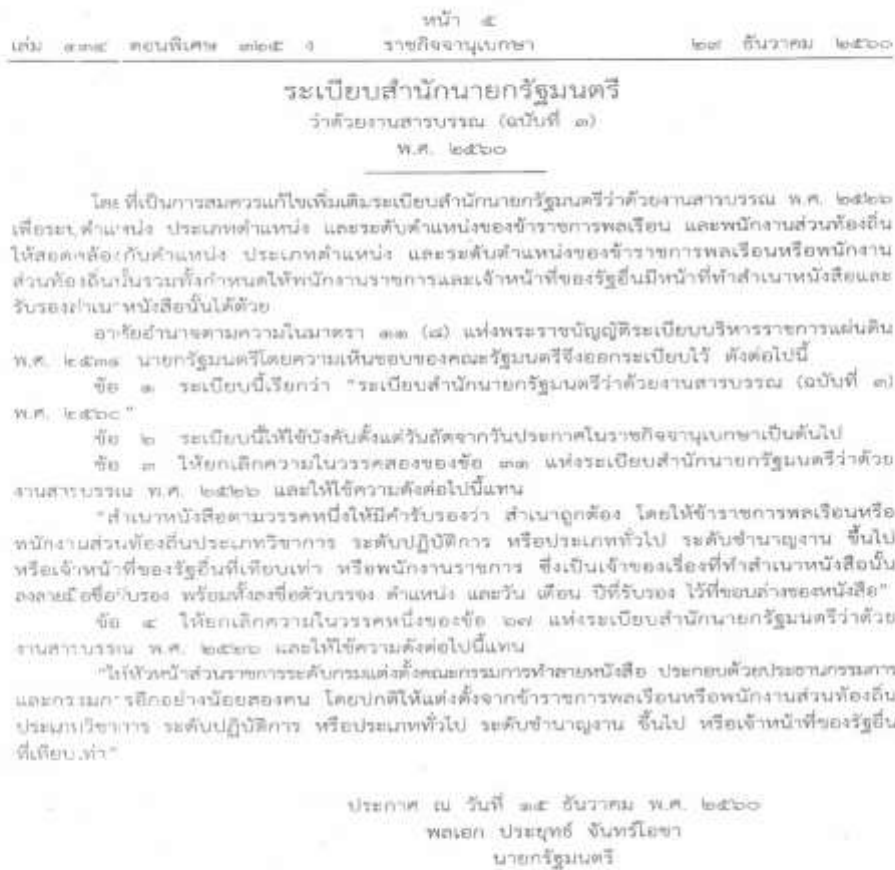 หน้า ๕
เล่ม ๑๓๔ ตอนพิเศษ ๓๒๕ ง ราชกิจจานุเบกษา ๒๙ ธันวาคม ๒๕๖๐
ระเบียบสำนักนายกรัฐมนตรี
ว่าด้วยงานสารบรรณ (ฉบับที่ ๓)
พ.ศ. ๒๕๖๐
โดยที่เป็นการสมควรแก้ไขเพิ่มเติมระเบียบสำนักนายกรัฐมนตรีว่าด้วยงานสารบรรณ พ.ศ. ๒๕๒๖
เพื่อระบุตำแหน่ง ประเภทตำแหน่ง และระดับตำแหน่งของข้าราชการพลเรือน และพนักงานส่วนท้องถิ่น
ให้สอดคล้องกับตำแหน่ง ประเภทตำแหน่ง และระดับตำแหน่งของข้าราชการพลเรือนหรือพนักงาน
ส่วนท้องถิ่นนั้นรวมทั้งกำหนดให้พนักงานราชการและเจ้าหน้าที่ของรัฐอื่นมีหน้าที่ทำสำเนาหนังสือและ
รับรองสำเนาหนังสือนั้นได้ด้วย
อาศัยอำนาจตามความในมาตรา ๑๑ (๘) แห่งพระราชบัญญัติระเบียบบริหารราชการแผ่นดิน
พ.ศ. ๒๕๓๔ นายกรัฐมนตรีโดยความเห็นชอบของคณะรัฐมนตรีจึงออกระเบียบไว้ ดังต่อไปนี้
ข้อ ๑ ระเบียบนี้เรียกว่า "ระเบียบสำนักนายกรัฐมนตรีว่าด้วยงานสารบรรณ (ฉบับที่ ๓)
พ.ศ. ๒๕๖๐"
ข้อ ๒ ระเบียบนี้ให้ใช้บังคับตั้งแต่วันถัดจากวันประกาศในราชกิจจานุเบกษาเป็นต้นไป
ข้อ ๓ ให้ยกเลิกความในวรรคสองของข้อ ๓๑ แห่งระเบียบสำนักนายกรัฐมนตรีว่าด้วย
งานสารบรรณ พ.ศ. ๒๕๒๖ และให้ใช้ความดังต่อไปนี้แทน
"สำเนาหนังสือตามวรรคหนึ่งให้มีคำรับรองว่า สำเนาถูกต้อง โดยให้ข้าราชการพลเรือนหรือ
พนักงานส่วนท้องถิ่นประเภทวิชาการ ระดับปฏิบัติการ หรือประเภททั่วไป ระดับชำนาญงาน ขึ้นไป
หรือเจ้าหน้าที่ของรัฐอื่นที่เทียบเท่า หรือพนักงานราชการ ซึ่งเป็นเจ้าของเรื่องที่ทำสำเนาหนังสือนั้น
ลงลายมือชื่อรับรอง พร้อมทั้งลงชื่อตัวบรรจง ตำแหน่ง และวัน เดือน ปีที่รับรอง ไว้ที่ขอบล่างของหนังสือ"
ข้อ ๔ ให้ยกเลิกความในวรรคหนึ่งของข้อ ๖๗ แห่งระเบียบสำนักนายกรัฐมนตรีว่าด้วย
งานสารบรรณ พ.ศ. ๒๕๒๖ และให้ใช้ความดังต่อไปนี้แทน
"ให้หัวหน้าส่วนราชการระดับกรมแต่งตั้งคณะกรรมการทำลายหนังสือ ประกอบด้วยประธานกรรมการ
และกรรมการอีกอย่างน้อยสองคน โดยปกติให้แต่งตั้งจากข้าราชการพลเรือนหรือพนักงานส่วนท้องถิ่น
ประเภทวิชาการ ระดับปฏิบัติการ หรือประเภททั่วไป ระดับชำนาญงาน ขึ้นไป หรือเจ้าหน้าที่ของรัฐอื่น
ที่เทียบเท่า"
ประกาศ ณ วันที่ ๑๕ ธันวาคม พ.ศ. ๒๕๖๐
พลเอก ประยุทธ์ จันทร์โอชา
นายกรัฐมนตรี